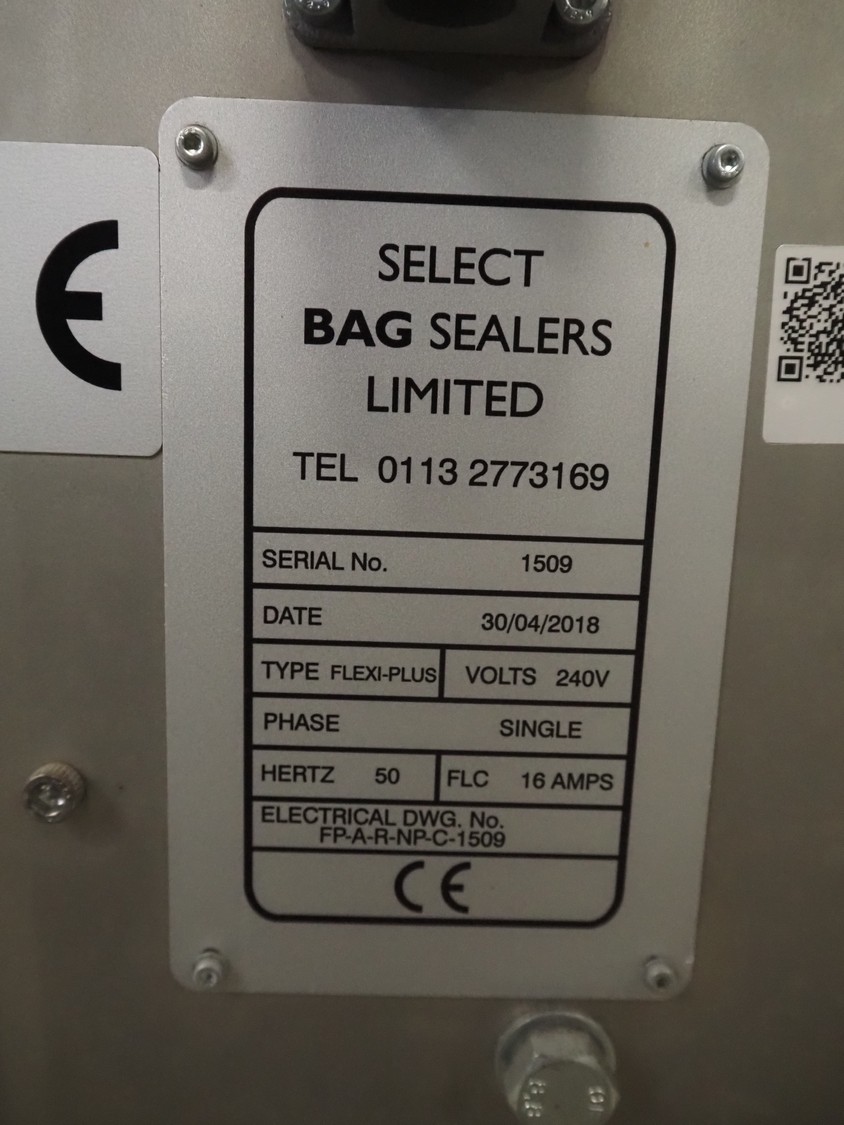 SELECT
BAG SEALERS
LIMITED
TEL 0113 2773169
SERIAL No. 1509
DATE 30/04/2018
TYPE FLEXI-PLUS VOLTS 240V
PHASE SINGLE
HERTZ 50 FLC 16 AMPS
ELECTRICAL DWG. No.
FP-A-R-NP-C-1509
CE